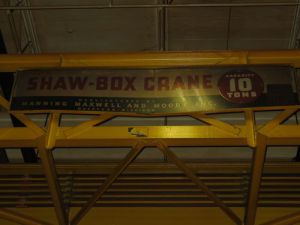 SHAW-BOX CRANE
CAPACITY
10
TONS
MANNING MAXWELL AND MOORE, INC.